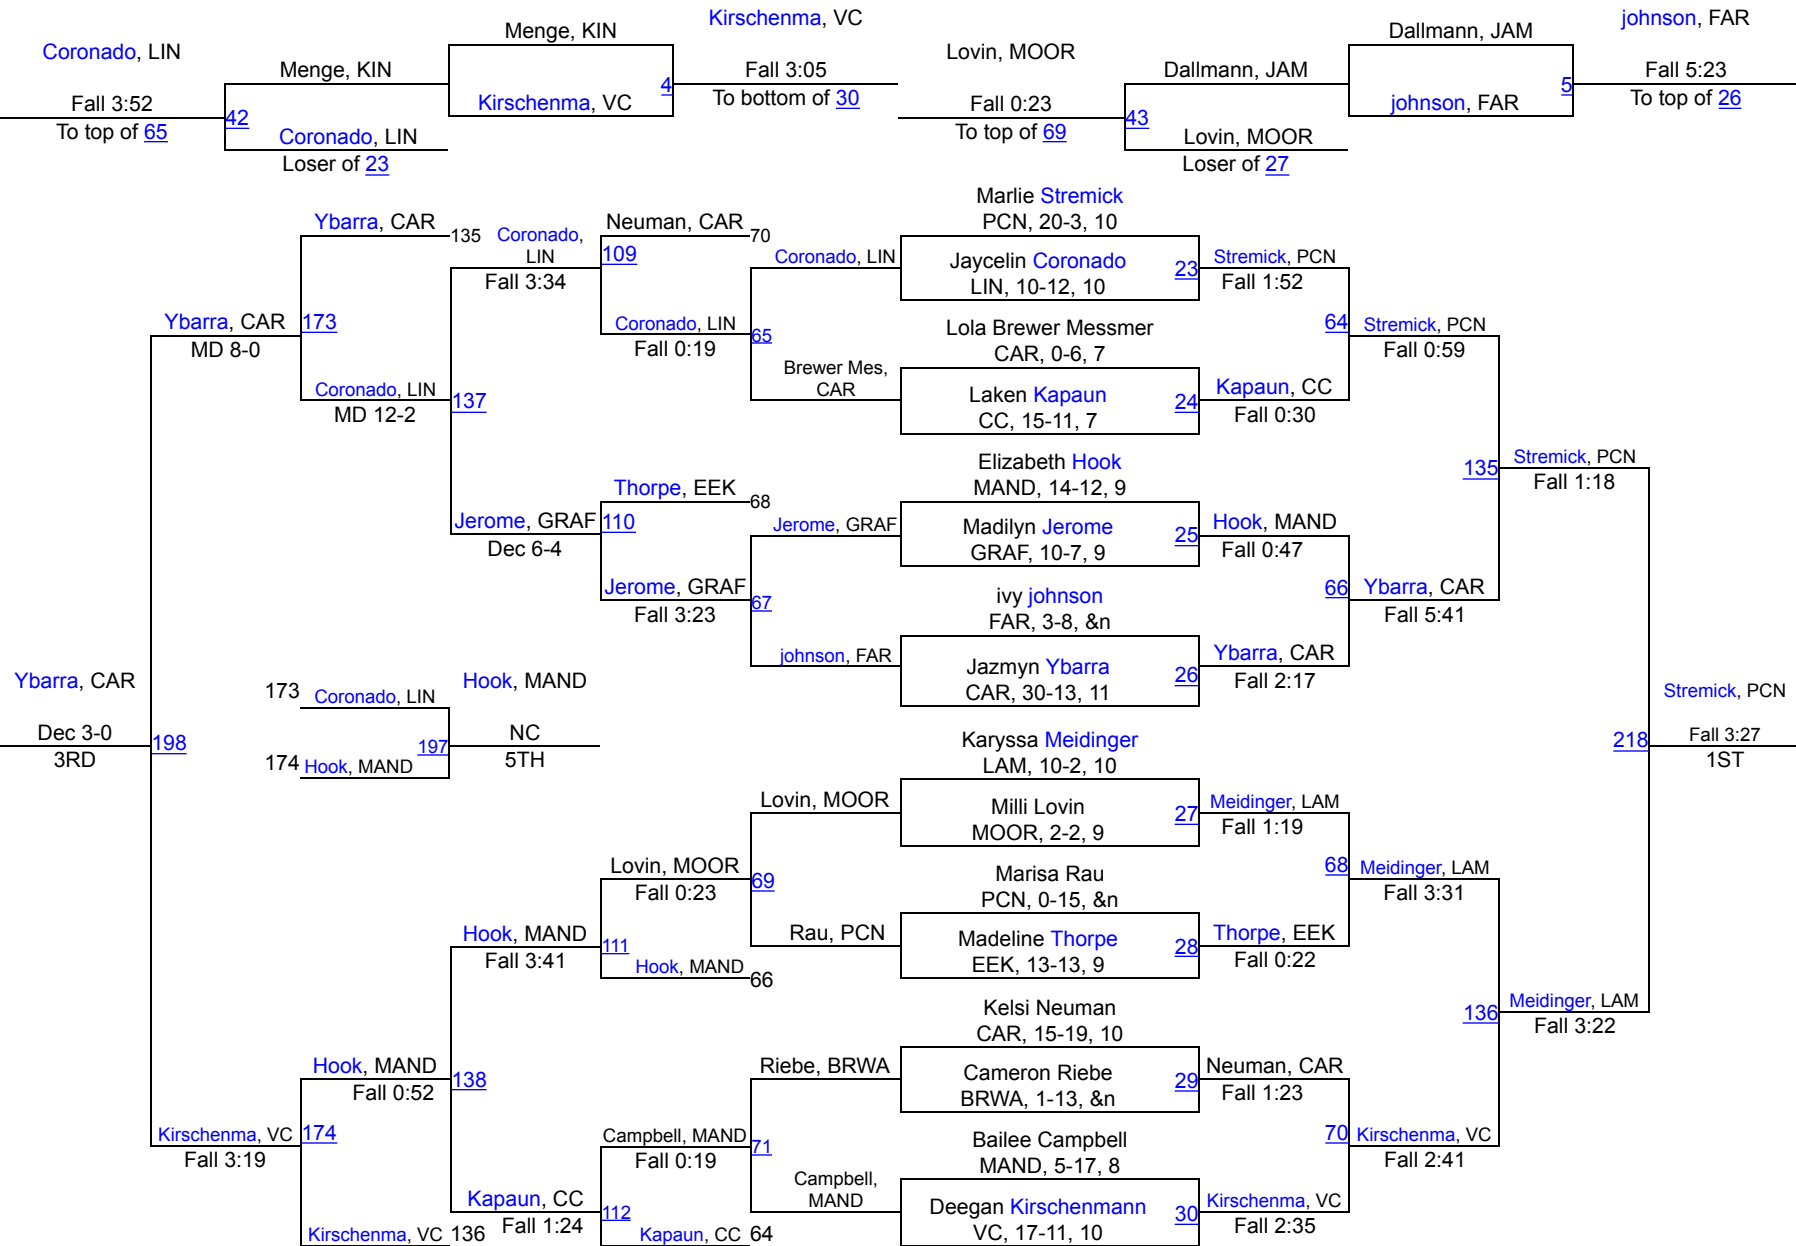 Kirschenma, VC
johnson, FAR
Menge, KIN
Dallmann, JAM
Coronado, LIN
Lovin, MOOR
Menge, KIN
Fall 3:05
Dallmann, JAM
Fall 5:23
Fall 3:52
Kirschenma, VC
4
To bottom of 30
Fall 0:23
johnson, FAR
5
To top of 26
To top of 65
42
To top of 69
43
Coronado, LIN
Lovin, MOOR
Loser of 23
Loser of 27
Marlie Stremick
PCN, 20-3, 10
Ybarra, CAR
135
Coronado,
LIN
Neuman, CAR
70
Coronado, LIN
Jaycelin Coronado
LIN, 10-12, 10
23
Stremick, PCN
Fall 1:52
Fall 3:34
109
Ybarra, CAR
173
MD 8-0
Coronado, LIN
Fall 0:19
65
Lola Brewer Messmer
CAR, 0-6, 7
64
Stremick, PCN
Fall 0:59
Brewer Mes,
CAR
Coronado, LIN
MD 12-2
137
Laken Kapaun
CC, 15-11, 7
24
Kapaun, CC
Fall 0:30
Elizabeth Hook
MAND, 14-12, 9
135
Stremick, PCN
Fall 1:18
Thorpe, EEK
68
Jerome, GRAF
110
Dec 6-4
Jerome, GRAF
Madilyn Jerome
GRAF, 10-7, 9
25
Hook, MAND
Fall 0:47
Jerome, GRAF
Fall 3:23
67
ivy johnson
FAR, 3-8, &n
66
Ybarra, CAR
Fall 5:41
johnson, FAR
Jazmyn Ybarra
CAR, 30-13, 11
26
Ybarra, CAR
Fall 2:17
Ybarra, CAR
173
Coronado, LIN
Hook, MAND
Stremick, PCN
Dec 3-0
3RD
198
197
NC
5TH
174
Hook, MAND
Karyssa Meidinger
LAM, 10-2, 10
218
Fall 3:27
1ST
Lovin, MOOR
Milli Lovin
MOOR, 2-2, 9
27
Meidinger, LAM
Fall 1:19
Lovin, MOOR
Fall 0:23
69
Marisa Rau
PCN, 0-15, &n
68
Meidinger, LAM
Fall 3:31
Hook, MAND
Fall 3:41
111
Rau, PCN
Madeline Thorpe
EEK, 13-13, 9
28
Thorpe, EEK
Fall 0:22
Hook, MAND
66
Kelsi Neuman
CAR, 15-19, 10
136
Meidinger, LAM
Fall 3:22
Hook, MAND
Fall 0:52
138
Riebe, BRWA
Cameron Riebe
BRWA, 1-13, &n
29
Neuman, CAR
Fall 1:23
Kirschenma, VC
174
Fall 3:19
Campbell, MAND
Fall 0:19
71
Bailee Campbell
MAND, 5-17, 8
70
Kirschenma, VC
Fall 2:41
Campbell,
MAND
Kapaun, CC
Fall 1:24
112
Deegan Kirschenmann
VC, 17-11, 10
30
Kirschenma, VC
Fall 2:35
Kirschenma, VC
136
Kapaun, CC
64